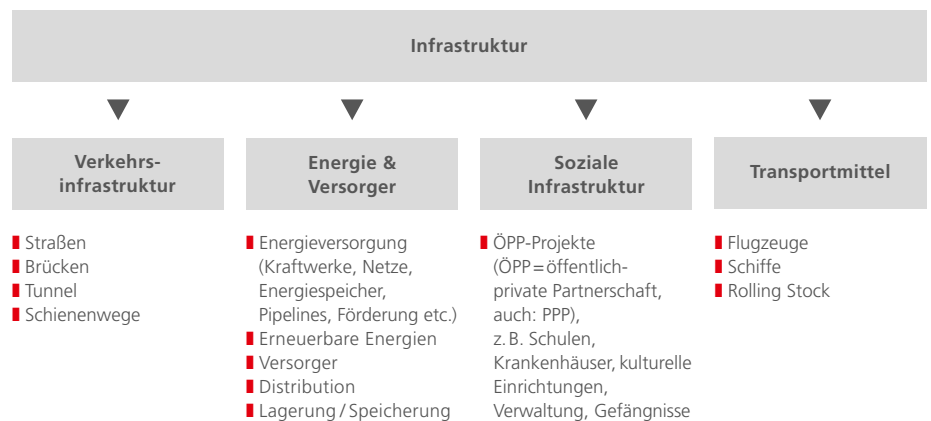 Infrastruktur
Verkehrs-
infrastruktur
Straßen
Brücken
Tunnel
Schienenwege
Energie &
Versorger
Energieversorgung
(Kraftwerke, Netze,
Energiespeicher,
Pipelines, Förderung etc.)
Erneuerbare Energien
Versorger
Distribution
Lagerung / Speicherung
Soziale
Infrastruktur
ÖPP-Projekte
(ÖPP = öffentlich-
private Partnerschaft,
auch: PPP),
z. B. Schulen,
Krankenhäuser, kulturelle
Einrichtungen,
Verwaltung, Gefängnisse
Transportmittel
Flugzeuge
Schiffe
Rolling Stock